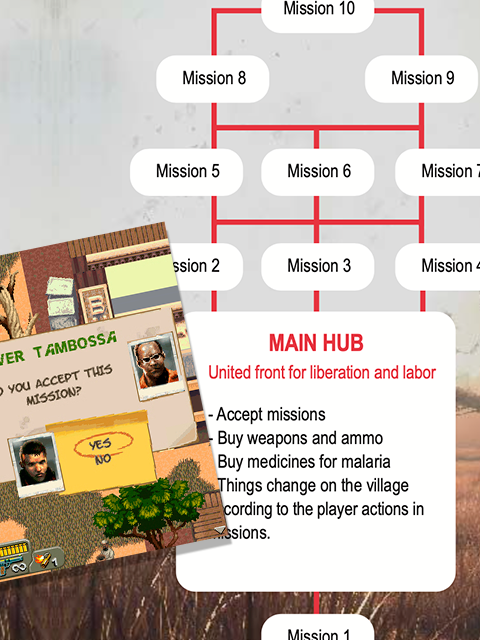 Mission 10
Mission 8
Mission 9
Mission 5
Mission 6
Mission 7
ssion 2
Mission 3
Mission 4
MAIN HUB
United front for liberation and labor
- Accept missions
- Buy weapons and ammo
Buy medicines for malaria
Things change on the village
ccording to the player actions in
issions.
VER TAMBOSSA
O YOU ACCEPT THIS
MISSION?
YES
NO
1
Mission 1